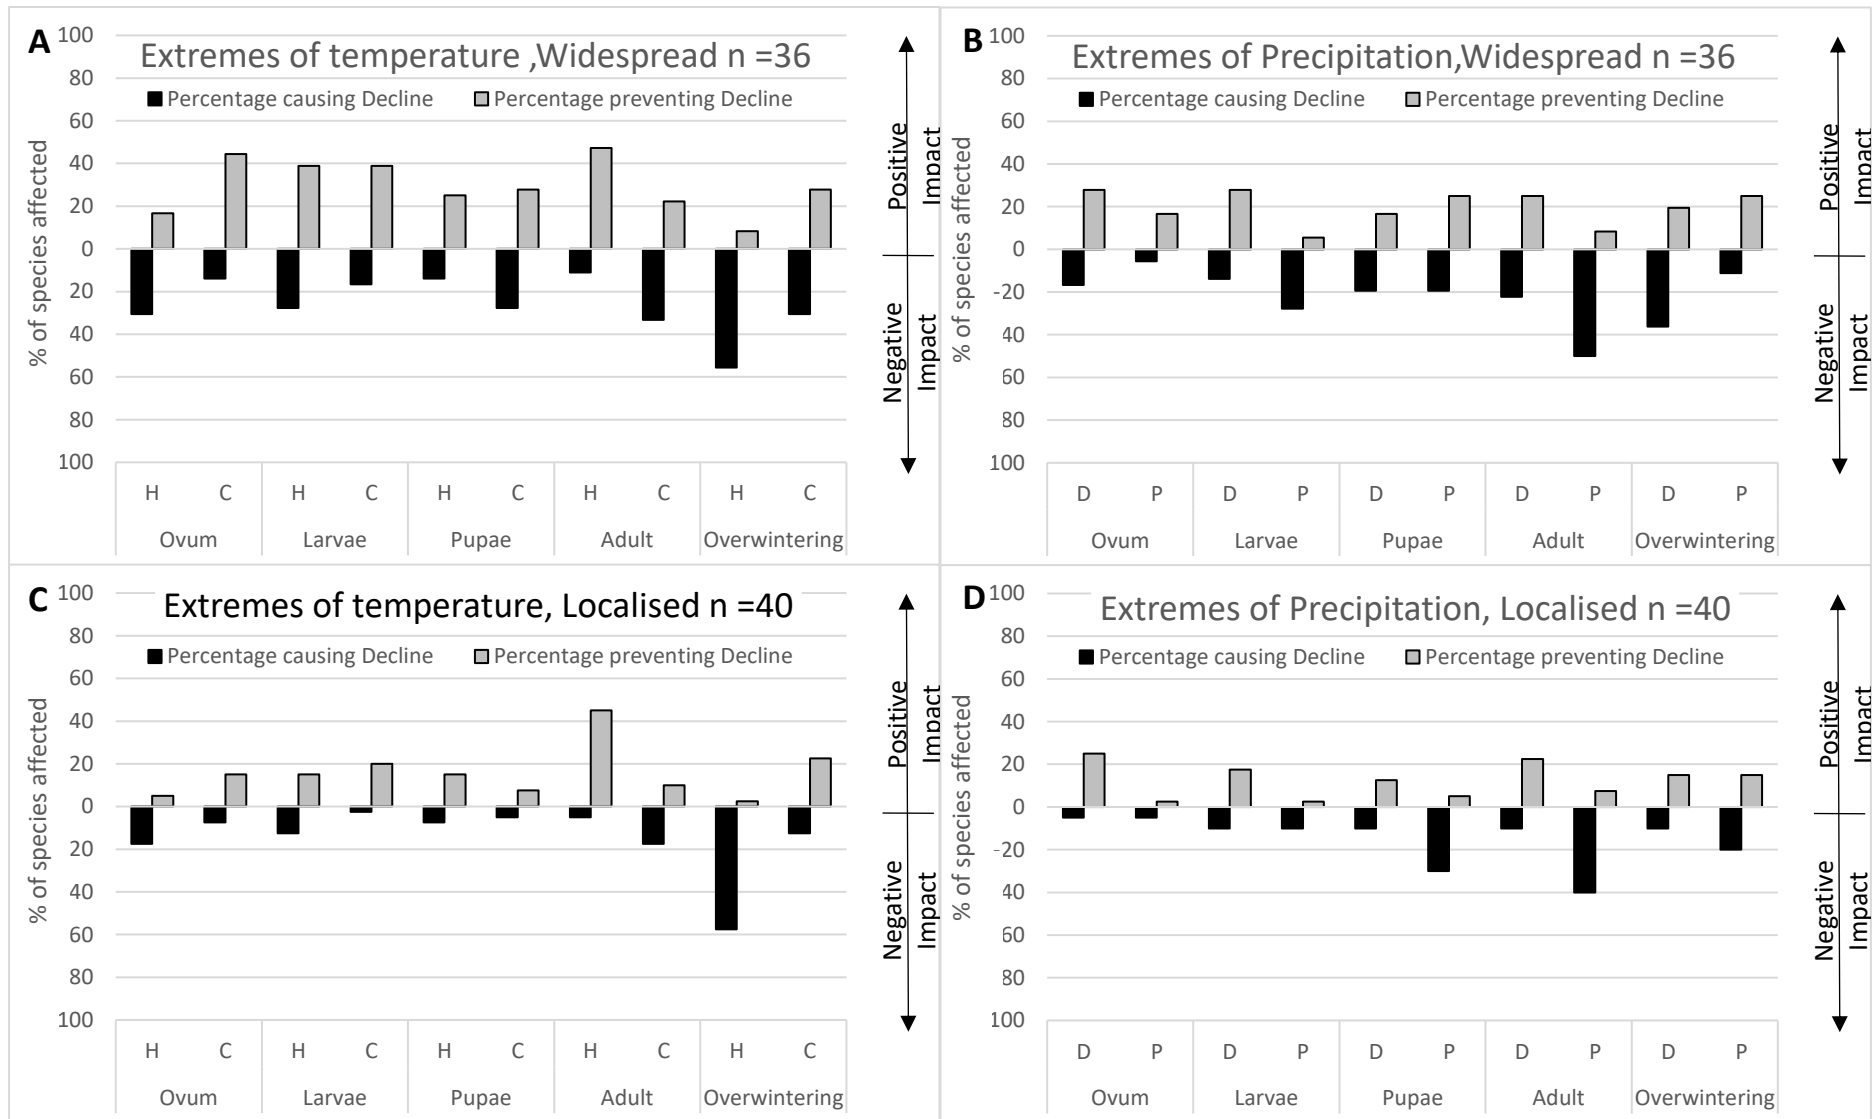 A
Extremes of temperature ,Widespread n =36
Percentage causing Decline
Percentage preventing Decline
% of species affected
100
80
60
40
20
0
20
40
60
80
100
H C H C H C H C H C
Ovum Larvae Pupae Adult Overwintering
Positive
Impact
Negative
Impact
B
Extremes of Precipitation,Widespread n =36
Percentage causing Decline
Percentage preventing Decline
% of species affected
100
80
60
40
20
0
-20
40
60
80
100
D P D P D P D P D P
Ovum Larvae Pupae Adult Overwintering
Positive
Impact
Negative
Impact
C
Extremes of temperature, Localised n =40
Percentage causing Decline
Percentage preventing Decline
% of species affected
100
80
60
40
20
0
20
40
60
80
100
H C H C H C H C H C
Ovum Larvae Pupae Adult Overwintering
Positive
Impact
Negative
Impact
D
Extremes of Precipitation, Localised n =40
Percentage causing Decline
Percentage preventing Decline
% of species affected
100
80
60
40
20
0
-20
40
60
80
100
D P D P D P D P D P
Ovum Larvae Pupae Adult Overwintering
Positive
Impact
Negative
Impact